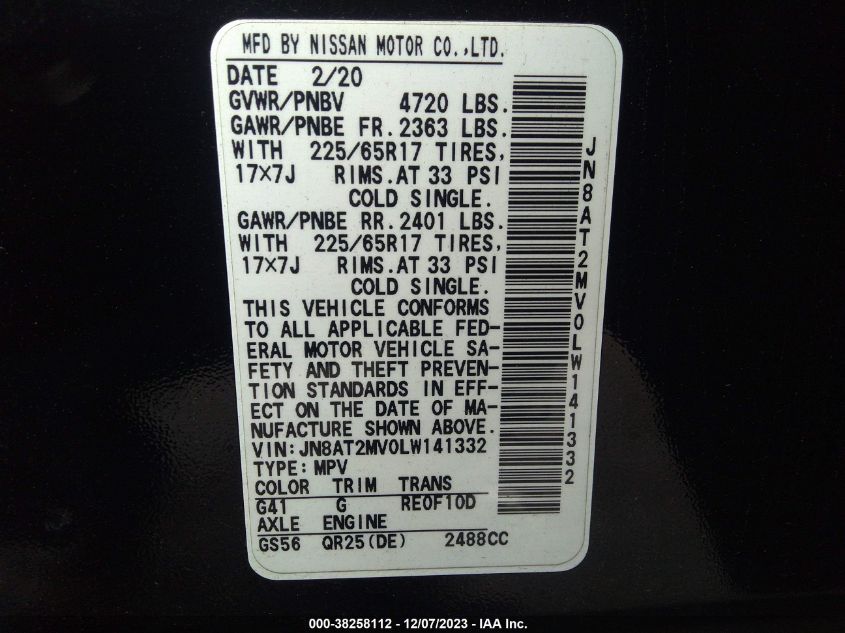 MFD BY NISSAN MOTOR CO.,LTD.
DATE 2/20
GVWR/PNBV 4720 LBS.
GAWR/PNBE FR.2363 LBS.
WITH 225/65R17 TIRES,
17×7J RIMS.AT 33 PSI
COLD SINGLE.
GAWR/PNBE RR.2401 LBS.
WITH 225/65R17 TIRES,
17×7J RIMS.AT 33 PSI
COLD SINGLE.
THIS VEHICLE CONFORMS
TO ALL APPLICABLE FED-
ERAL MOTOR VEHICLE SA-
FETY AND THEFT PREVEN-
TION STANDARDS IN EFF-
ECT ON THE DATE OF MA-
NUFACTURE SHOWN ABOVE.
VIN:JN8AT2MV0LW141332
TYPE:MPV
COLOR TRIM TRANS
G41 G RE0F10D
AXLE ENGINE
GS56 QR25(DE) 2488CC
JN8AT2MV0LW141332
000-38258112 - 12/07/2023 - IAA Inc.